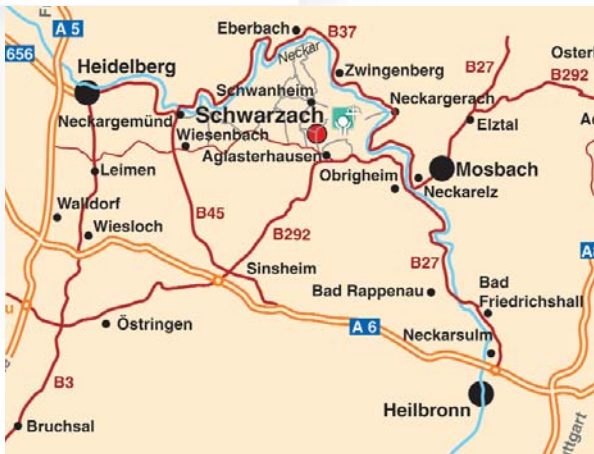 A 5
Eberbach
B37
656
Neckar
Heidelberg
Zwingenberg
B27
B292
Schwanheim
Neckargerach
Neckargemünd
Schwarzach
Elztal
Wiesenbach
Aglasterhausen
Mosbach
Leimen
Obrigheim
Neckarelz
Walldorf
B45
Wiesloch
B292
B27
Sinsheim
Bad Rappenau
Bad
Friedrichshall
Östringen
A 6
Neckarsulm
B3
Heilbronn
Bruchsal